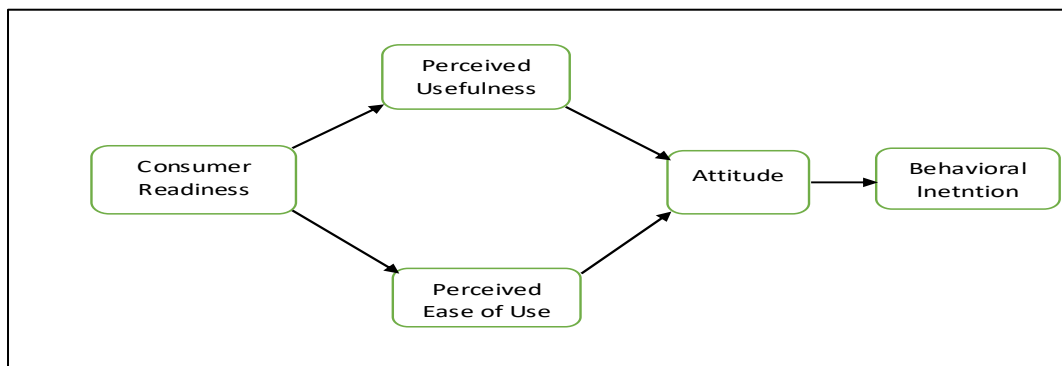 Perceived
Usefulness
Consumer
Readiness
Attitude
Behavioral
Inetntion
Perceived
Ease of Use